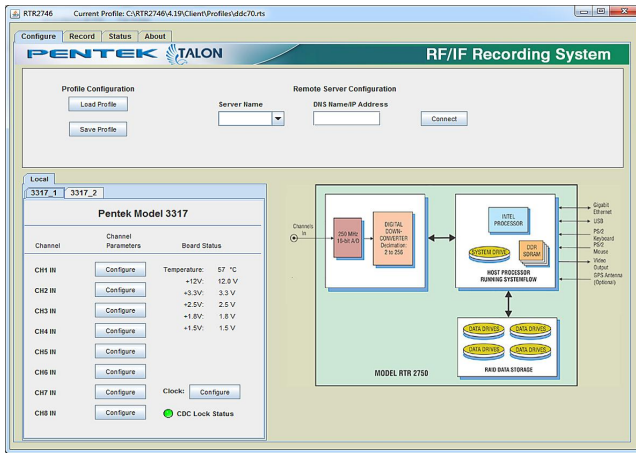 RTR2746 Current Profile: C:\RTR2746\4.19\Client\Profiles\ddc70.rts
Configure Record Status About
PENTEK TALON RF/IF Recording System
Profile Configuration
Load Profile
Save Profile
Remote Server Configuration
Server Name DNS Name/IP Address
Connect
Local
3317_1 3317_2
Pentek Model 3317
Channel Channel Parameters Board Status
CH1 IN Configure Temperature: 57 °C
+12V: 12.0 V
CH2 IN Configure +3.3V: 3.3 V
+2.5V: 2.5 V
CH3 IN Configure +1.8V: 1.8 V
CH4 IN Configure +1.5V: 1.5 V
CH5 IN Configure
CH6 IN Configure
CH7 IN Configure Clock: Configure
CH8 IN Configure CDC Lock Status
Channels In
250 MHz
16-bit A/D
DIGITAL
DOWN-
CONVERTER
Decimation:
2 to 256
INTEL
PROCESSOR
SYSTEM DRIVE
DDR
SDRAM
HOST PROCESSOR
RUNNING SYSTEMFLOW
Gigabit
Ethernet
USB
PS/2
Keyboard
PS/2
Mouse
Video
Output
GPS Antenna
(Optional)
DATA DRIVES DATA DRIVES
DATA DRIVES DATA DRIVES
RAID DATA STORAGE
MODEL RTR 2750